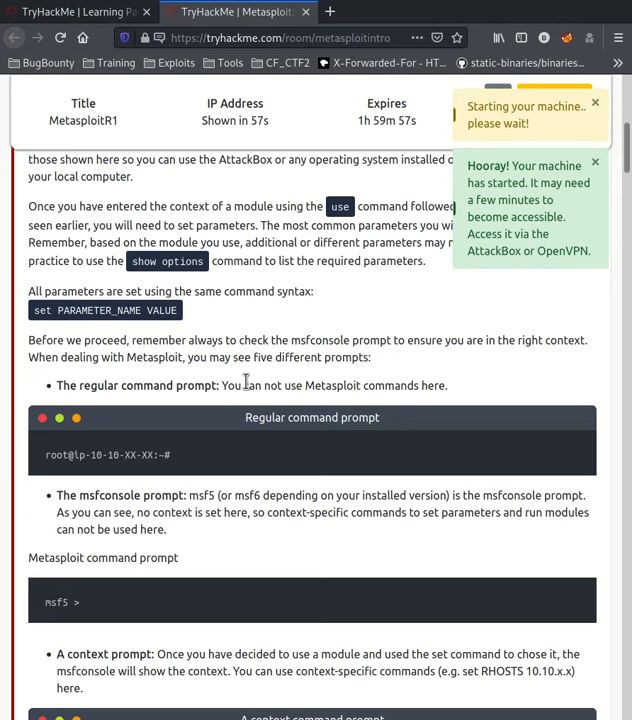 TryHackMe | Learning Pa
TryHackMe | Metasploit:
https://tryhackme.com/room/metasploitintro
BugBounty
Training
Exploits
Tools
CF_CTF2
X-Forwarded-For - HT...
static-binaries/binaries...
Title
IP Address
Expires
MetasploitR1
Shown in 57s
1h 59m 57s
Starting your machine..
please wait!
Hooray! Your machine
has started. It may need
a few minutes to
become accessible.
Access it via the
AttackBox or OpenVPN.
those shown here so you can use the AttackBox or any operating system installed o
your local computer.
Once you have entered the context of a module using the use command followed
seen earlier, you will need to set parameters. The most common parameters you wi
Remember, based on the module you use, additional or different parameters may
practice to use the show options command to list the required parameters.
All parameters are set using the same command syntax:
set PARAMETER_NAME VALUE
Before we proceed, remember always to check the msfconsole prompt to ensure you are in the right context.
When dealing with Metasploit, you may see five different prompts:
• The regular command prompt: You can not use Metasploit commands here.
Regular command prompt
root@ip-10-10-XX-XX:~#
• The msfconsole prompt: msf5 (or msf6 depending on your installed version) is the msfconsole prompt.
As you can see, no context is set here, so context-specific commands to set parameters and run modules
can not be used here.
Metasploit command prompt
msf5 >
• A context prompt: Once you have decided to use a module and used the set command to chose it, the
msfconsole will show the context. You can use context-specific commands (e.g. set RHOSTS 10.10.x.x)
here.
A context command prompt